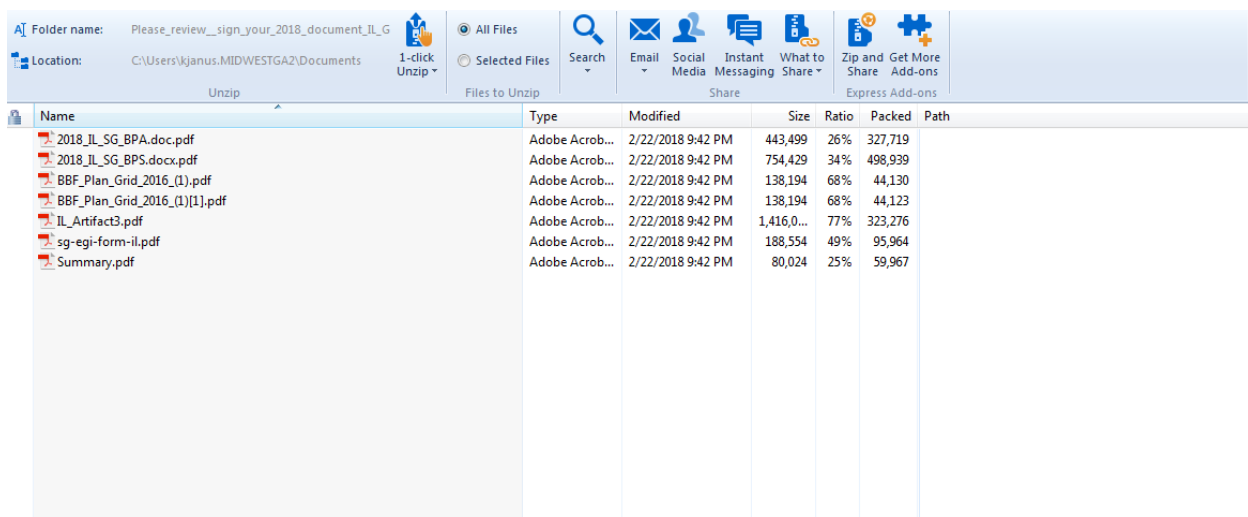 Folder name: Please_review__sign_your_2018_document_IL_G
Location: C:\Users\kjanus.MIDWESTGA2\Documents
1-click Unzip
Unzip
All Files
Selected Files
Files to Unzip
Search
Email
Social Media
Instant Messaging
What to Share
Share
Zip and Share
Get More Add-ons
Express Add-ons
Name Type Modified Size Ratio Packed Path
2018_IL_SG_BPA.doc.pdf Adobe Acrob... 2/22/2018 9:42 PM 443,499 26% 327,719
2018_IL_SG_BPS.docx.pdf Adobe Acrob... 2/22/2018 9:42 PM 754,429 34% 498,939
BBF_Plan_Grid_2016_(1).pdf Adobe Acrob... 2/22/2018 9:42 PM 138,194 68% 44,130
BBF_Plan_Grid_2016_(1)[1].pdf Adobe Acrob... 2/22/2018 9:42 PM 138,194 68% 44,123
IL_Artifact3.pdf Adobe Acrob... 2/22/2018 9:42 PM 1,416,0... 77% 323,276
sg-egi-form-il.pdf Adobe Acrob... 2/22/2018 9:42 PM 188,554 49% 95,964
Summary.pdf Adobe Acrob... 2/22/2018 9:42 PM 80,024 25% 59,967